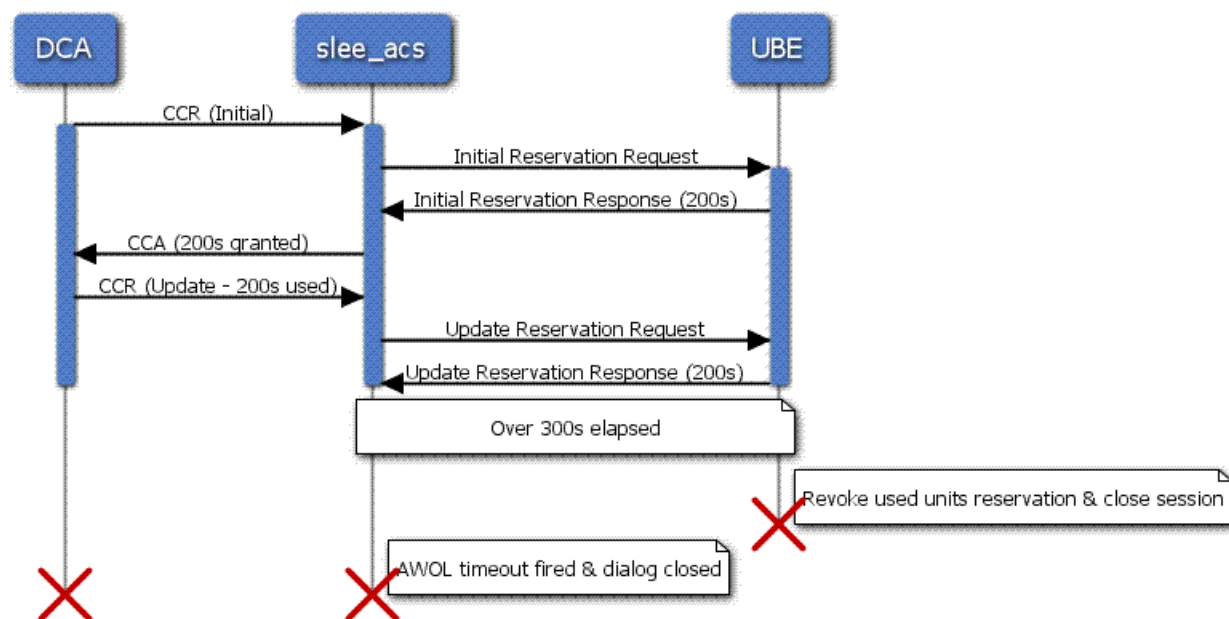 DCA
slee_acs
UBE
CCR (Initial)
Initial Reservation Request
Initial Reservation Response (200s)
CCA (200s granted)
CCR (Update - 200s used)
Update Reservation Request
Update Reservation Response (200s)
Over 300s elapsed
Revoke used units reservation & close session
AWOL timeout fired & dialog closed